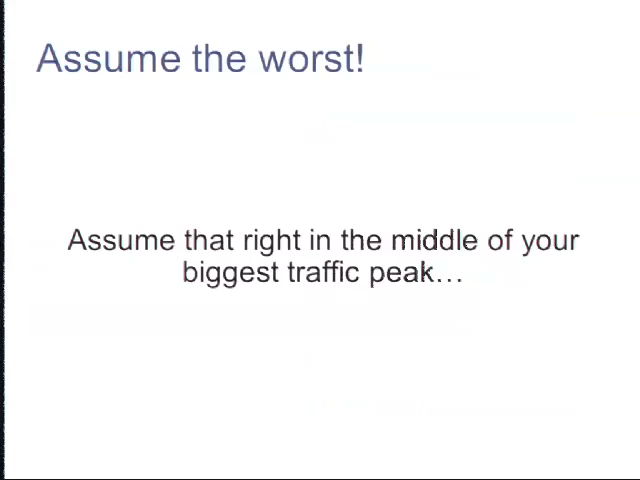 Assume the worst!
Assume that right in the middle of your
biggest traffic peak…